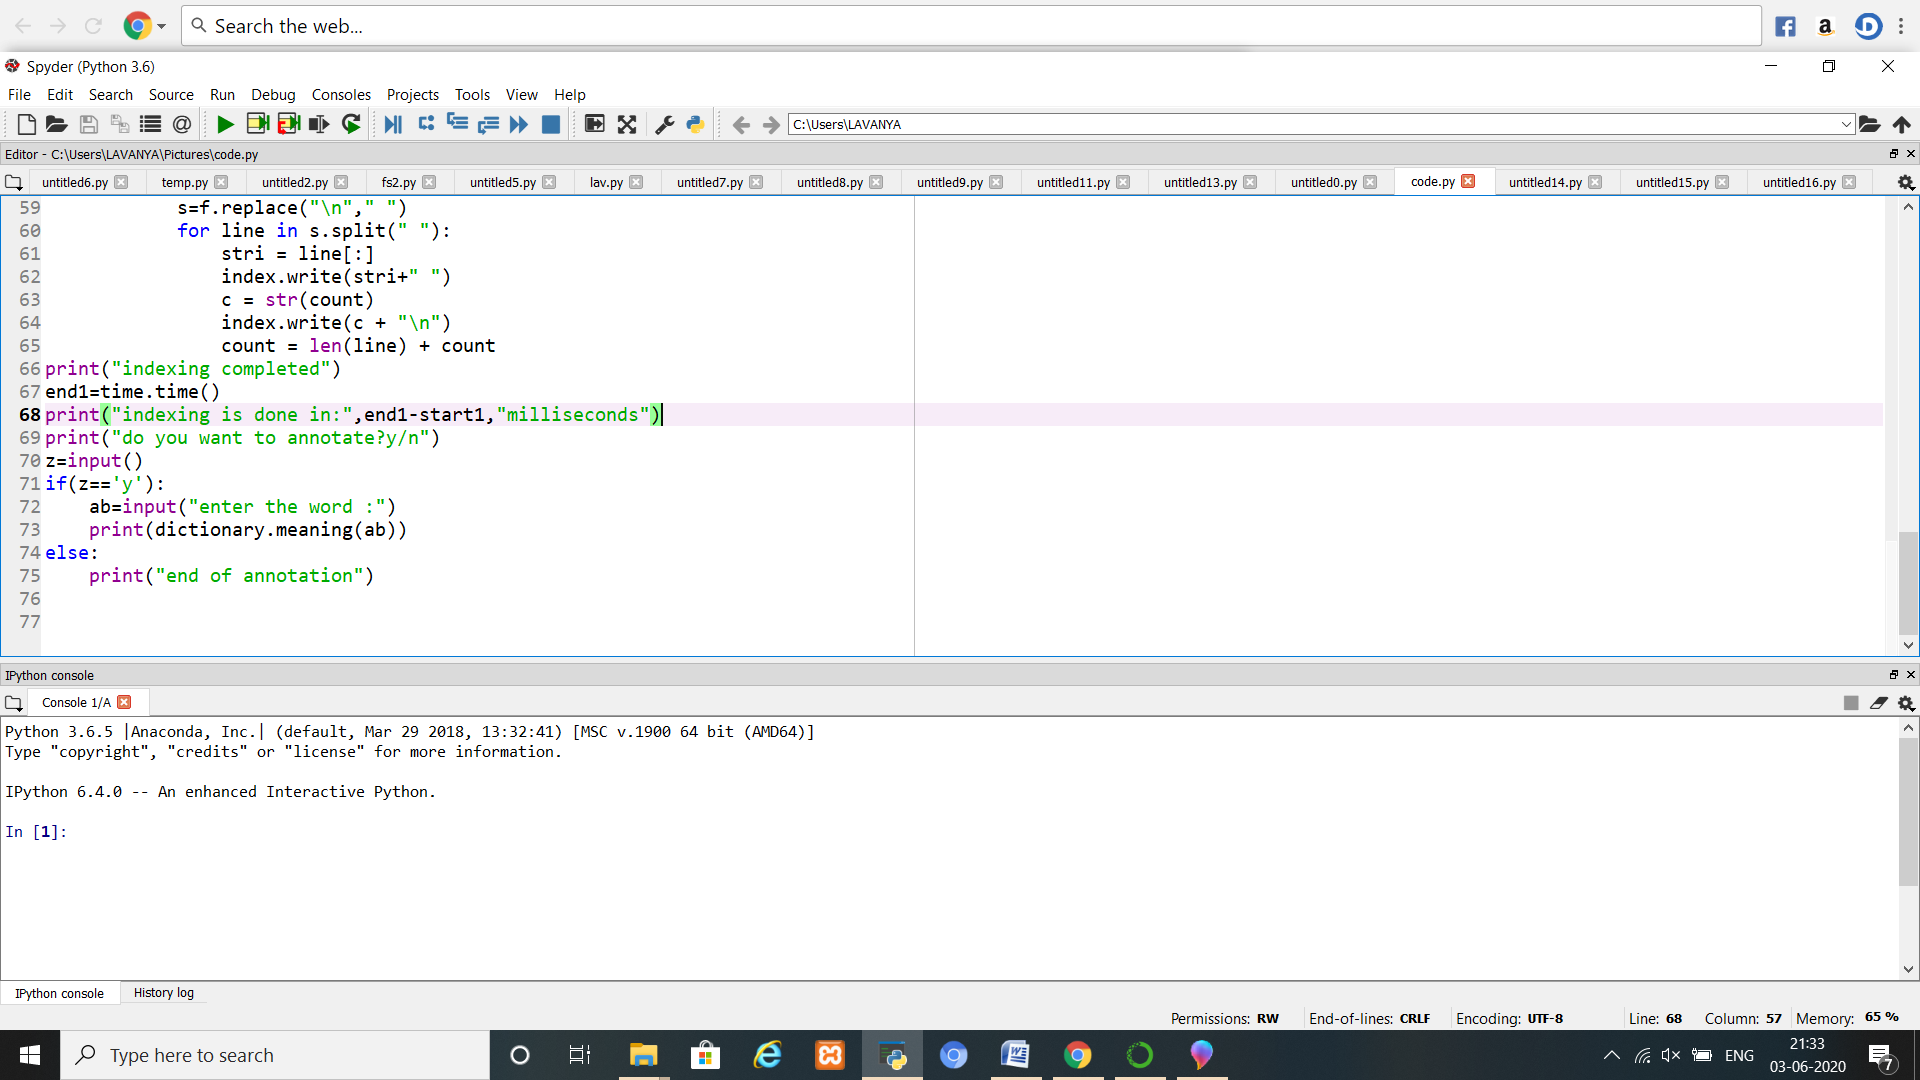 Search the web...
Spyder (Python 3.6)
File Edit Search Source Run Debug Consoles Projects Tools View Help
C:\Users\LAVANYA
Editor - C:\Users\LAVANYA\Pictures\code.py
untitled6.py temp.py untitled2.py fs2.py untitled5.py lav.py untitled7.py untitled8.py untitled9.py untitled11.py untitled13.py untitled0.py code.py untitled14.py untitled15.py untitled16.py
59 s=f.replace("\n"," ")
60 for line in s.split(" "):
61 stri = line[:]
62 index.write(stri+" ")
63 c = str(count)
64 index.write(c + "\n")
65 count = len(line) + count
66 print("indexing completed")
67 end1=time.time()
68 print("indexing is done in:",end1-start1,"milliseconds")
69 print("do you want to annotate?y/n")
70 z=input()
71 if(z=='y'):
72 ab=input("enter the word :")
73 print(dictionary.meaning(ab))
74 else:
75 print("end of annotation")
76
77
IPython console
Console 1/A
Python 3.6.5 |Anaconda, Inc.| (default, Mar 29 2018, 13:32:41) [MSC v.1900 64 bit (AMD64)]
Type "copyright", "credits" or "license" for more information.
IPython 6.4.0 -- An enhanced Interactive Python.
In [1]:
IPython console History log
Permissions: RW End-of-lines: CRLF Encoding: UTF-8 Line: 68 Column: 57 Memory: 65 %
Type here to search
ENG
21:33
03-06-2020
7